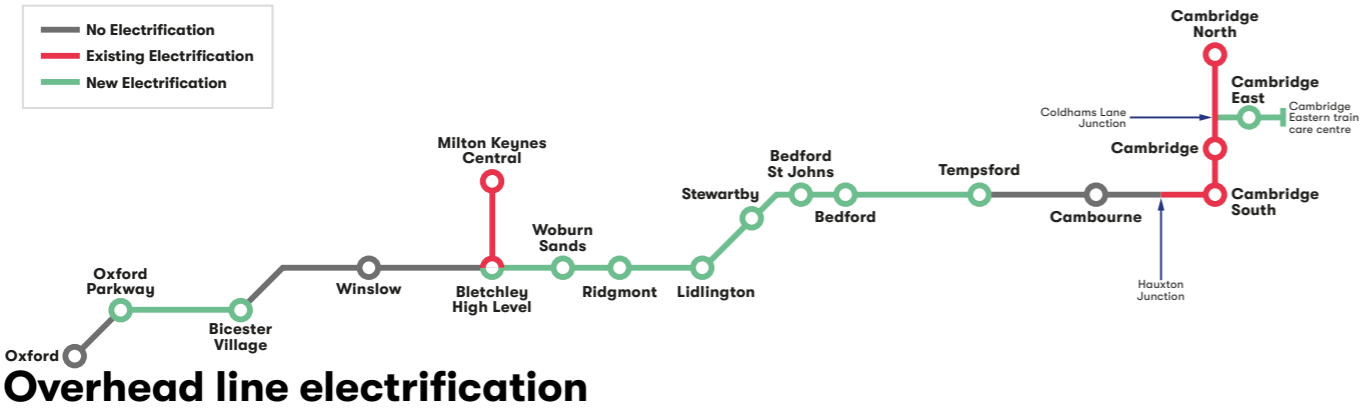 No Electrification
Existing Electrification
New Electrification
Cambridge
North
Cambridge
East
Coldhams Lane
Junction
Cambridge
Eastern train
care centre
Cambridge
Milton Keynes
Central
Bedford
St Johns
Tempsford
Stewartby
Bedford
Cambourne
Cambridge
South
Woburn
Sands
Oxford
Parkway
Winslow
Bletchley
High Level
Ridgmont
Lidlington
Hauxton
Junction
Bicester
Village
Oxford
Overhead line electrification